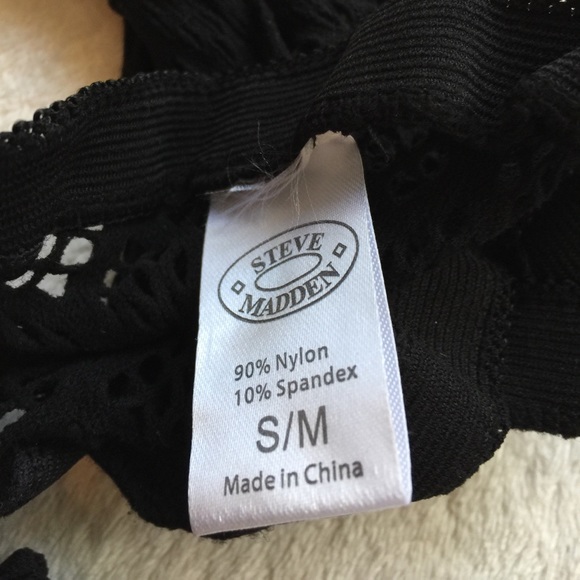 STEVE
MADDEN
90% Nylon
10% Spandex
S/M
Made in China